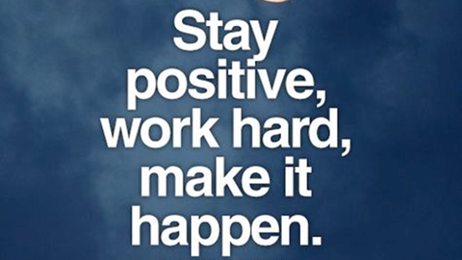 Stay
positive,
work hard,
make it
happen.